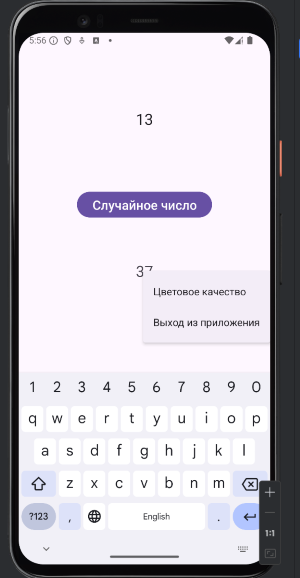 5:56
13
Случайное число
37
Цветовое качество
Выход из приложения
1 2 3 4 5 6 7 8 9 0
q w e r t y u i o p
a s d f g h j k l
z x c v b n m
?123 , English .
1:1